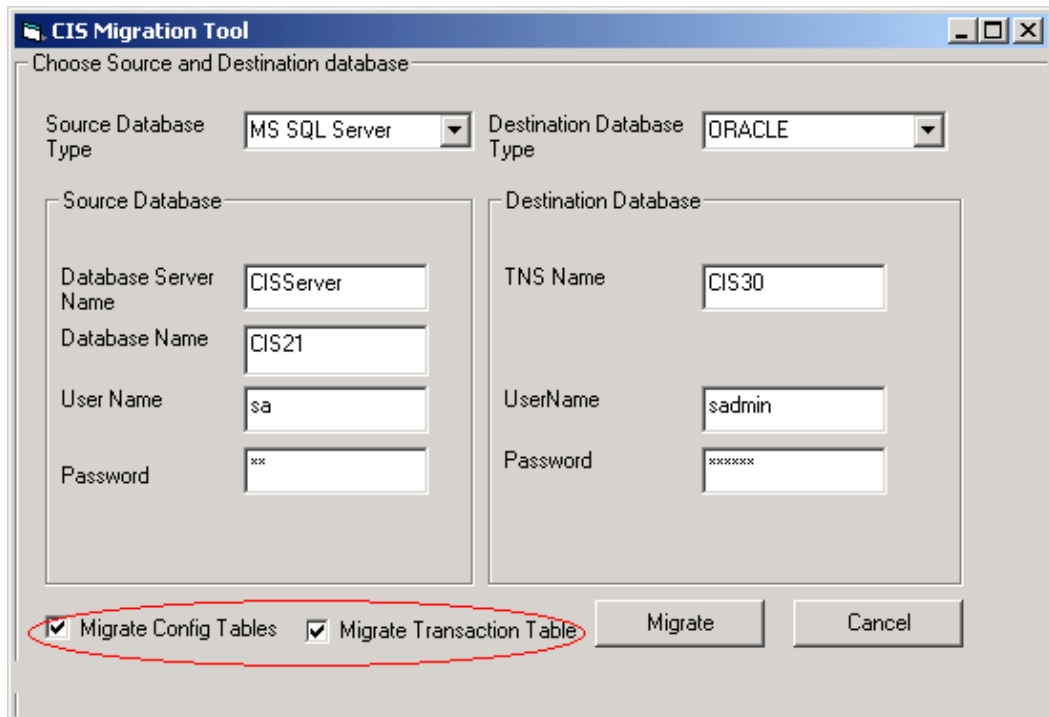 CIS Migration Tool
Choose Source and Destination database
Source Database
Type
MS SQL Server
Destination Database
Type
ORACLE
Source Database
Database Server
Name
CISServer
Database Name
CIS21
User Name
sa
Password
**
Destination Database
TNS Name
CIS30
UserName
sadmin
Password
******
Migrate Config Tables
Migrate Transaction Table
Migrate
Cancel